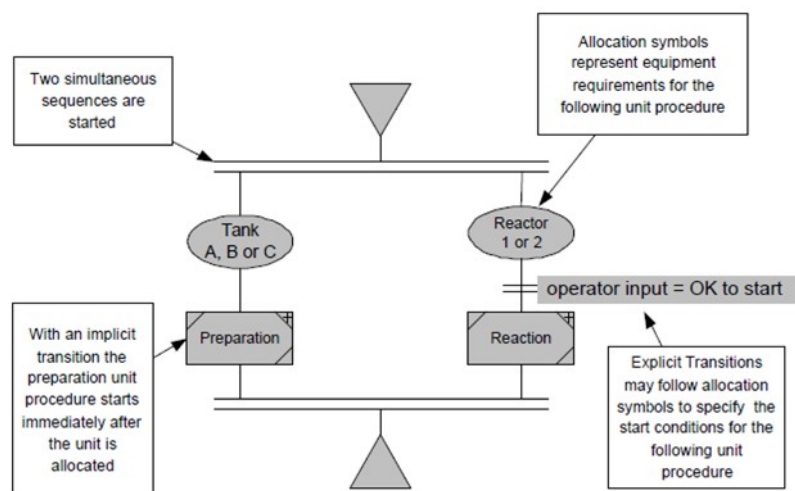 Two simultaneous
sequences are
started
Allocation symbols
represent equipment
requirements for the
following unit procedure
Tank
A, B or C
Reactor
1 or 2
operator input = OK to start
Preparation
Reaction
With an implicit
transition the
preparation unit
procedure starts
immediately after
the unit is
allocated
Explicit Transitions
may follow allocation
symbols to specify the
start conditions for the
following unit
procedure